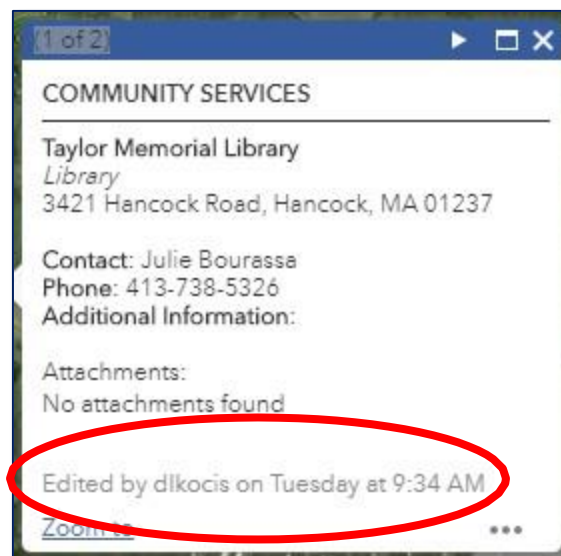 (1 of 2)
COMMUNITY SERVICES
Taylor Memorial Library
Library
3421 Hancock Road, Hancock, MA 01237
Contact: Julie Bourassa
Phone: 413-738-5326
Additional Information:
Attachments:
No attachments found
Edited by dlkocis on Tuesday at 9:34 AM
Zoom to